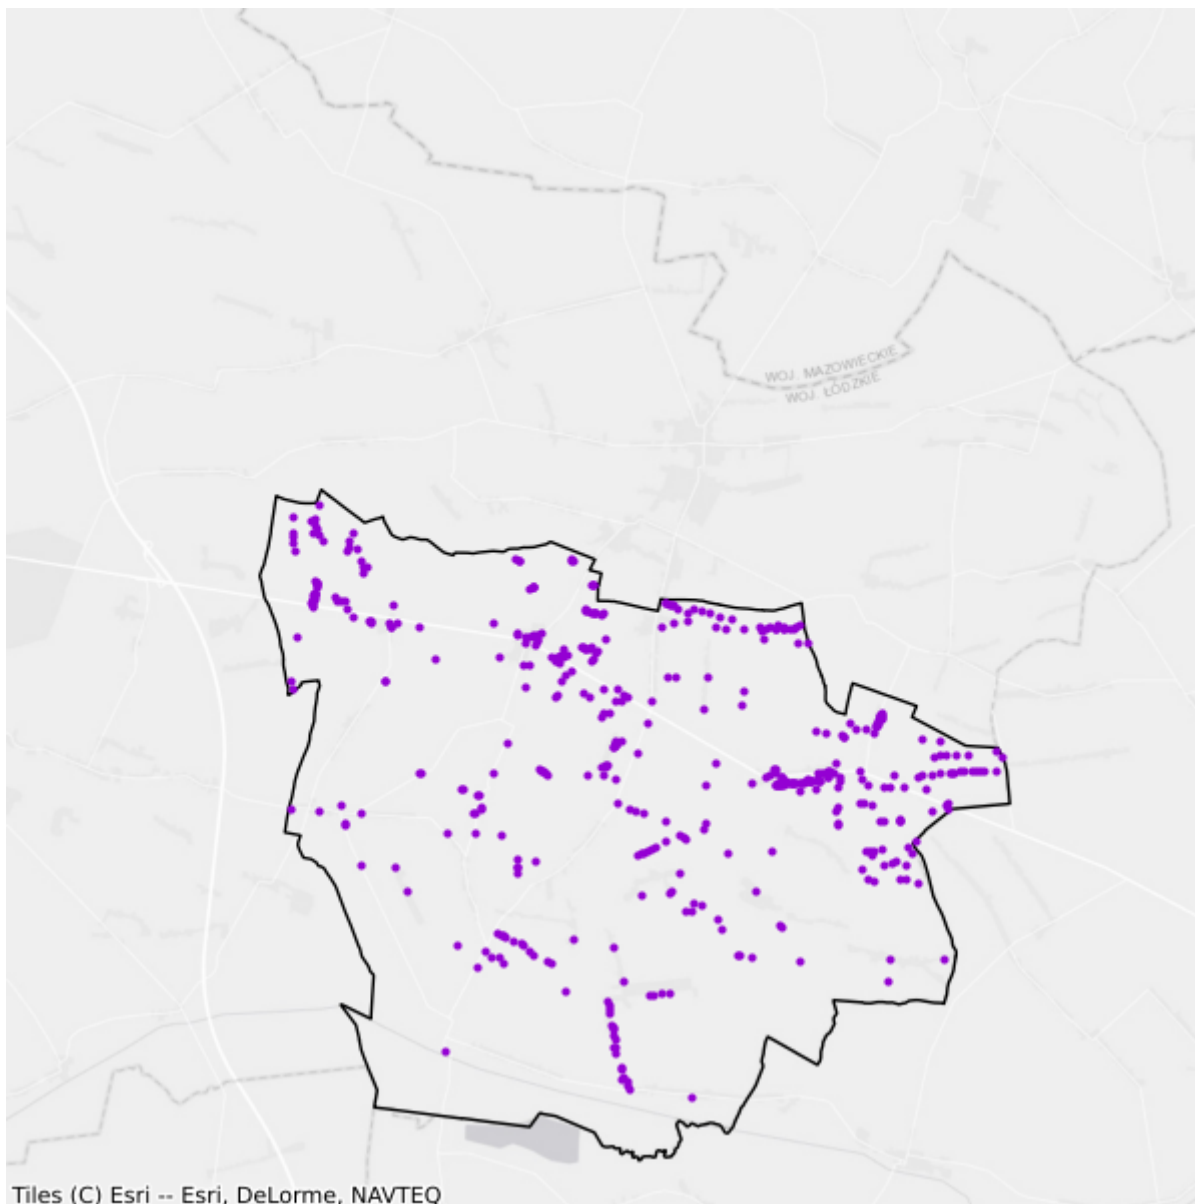 WOJ. MAZOWIECKIE
WOJ. ŁÓDZKIE
Tiles (C) Esri -- Esri, DeLorme, NAVTEQ